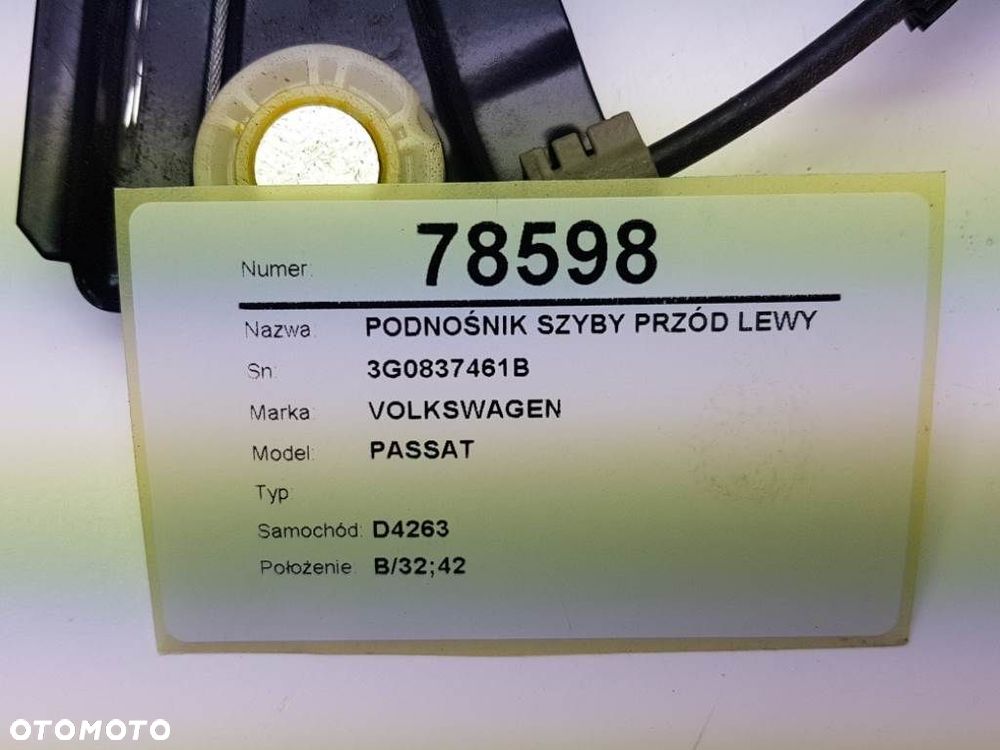 Numer: 78598
Nazwa: PODNOŚNIK SZYBY PRZÓD LEWY
Sn: 3G0837461B
Marka: VOLKSWAGEN
Model: PASSAT
Typ:
Samochód: D4263
Położenie: B/32;42
OTOMOTO